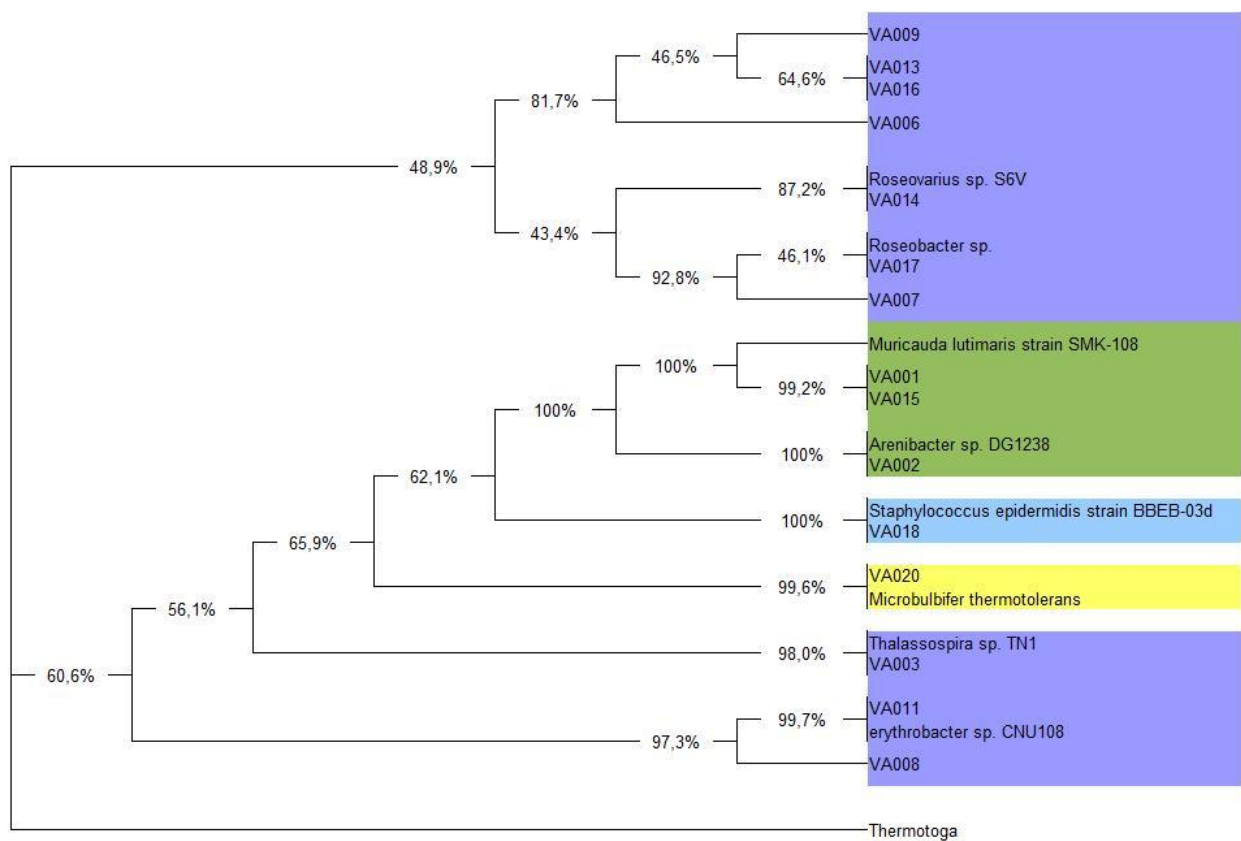 VA009
46,5%
VA013
64,6%
VA016
81,7%
VA006
48,9%
Roseovarius sp. S6V
87,2%
VA014
43,4%
Roseobacter sp.
46,1%
VA017
92,8%
VA007
Muricauda lutimaris strain SMK-108
100%
VA001
99,2%
VA015
100%
Arenibacter sp. DG1238
100%
VA002
62,1%
Staphylococcus epidermidis strain BBEB-03d
100%
VA018
65,9%
VA020
99,6%
Microbulbifer thermotolerans
56,1%
Thalassospira sp. TN1
98,0%
VA003
60,6%
VA011
99,7%
erythrobacter sp. CNU108
97,3%
VA008
Thermotoga